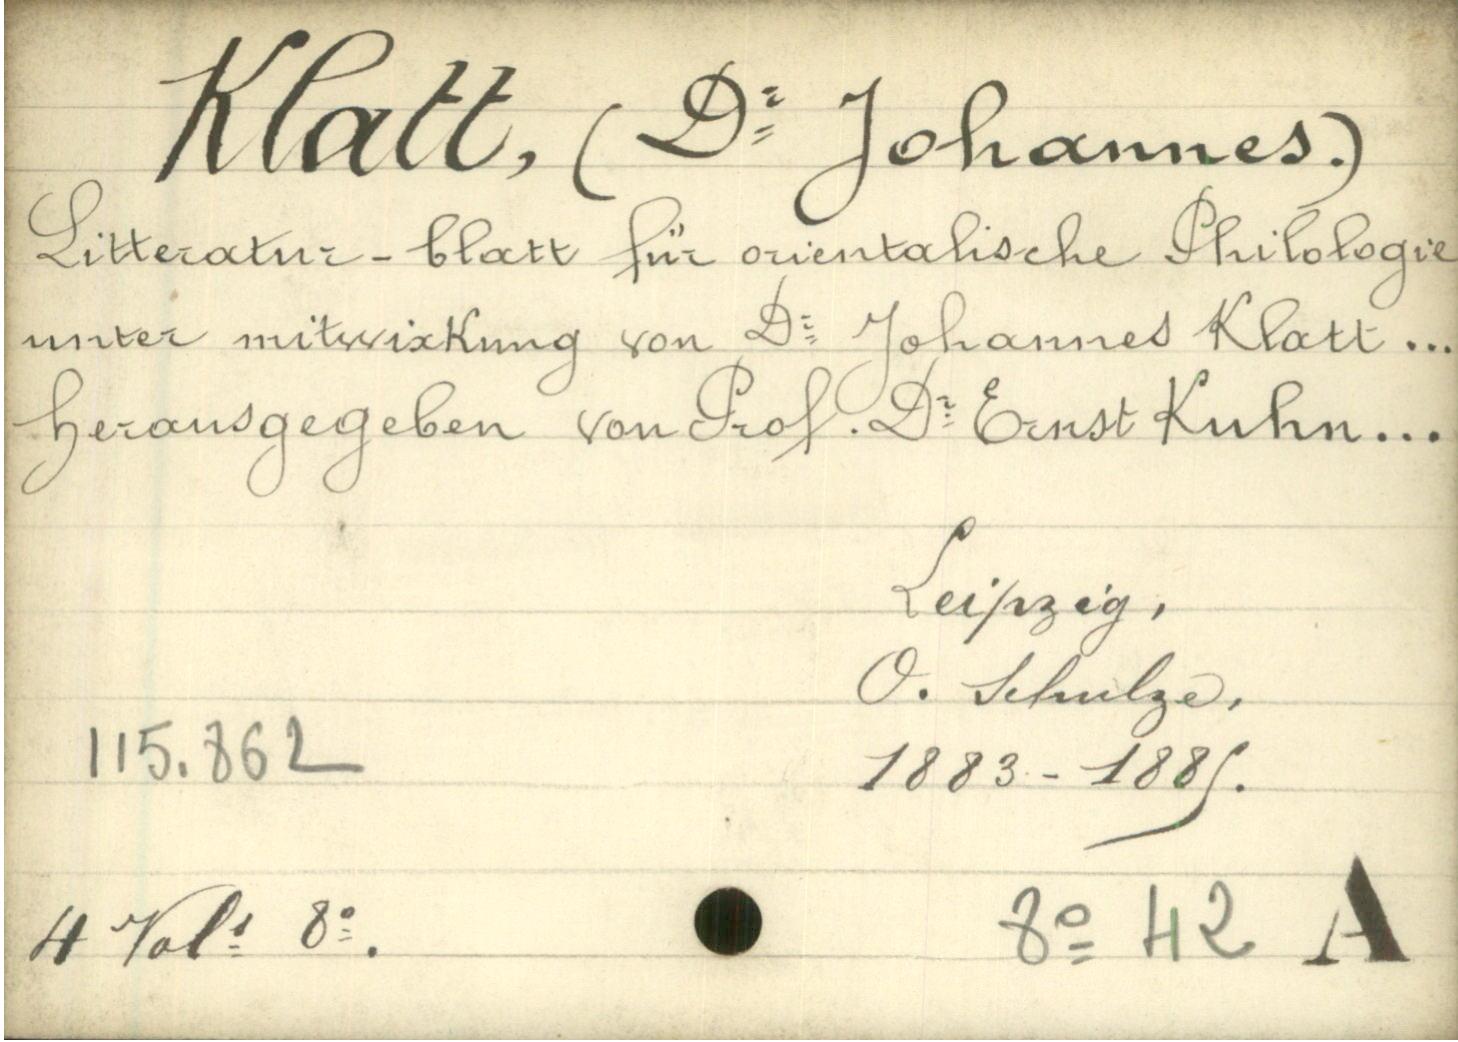 Klatt, (Dr Johannes.)
Litteratur-blatt für orientalische Philologie
unter mitwirkung von Dr Johannes Klatt...
herausgegeben von Prof. Dr Ernst Kuhn...
Leipzig,
O. Schulze,
115.862
1883-1885.
4 Vols 8º.
8º 42 A